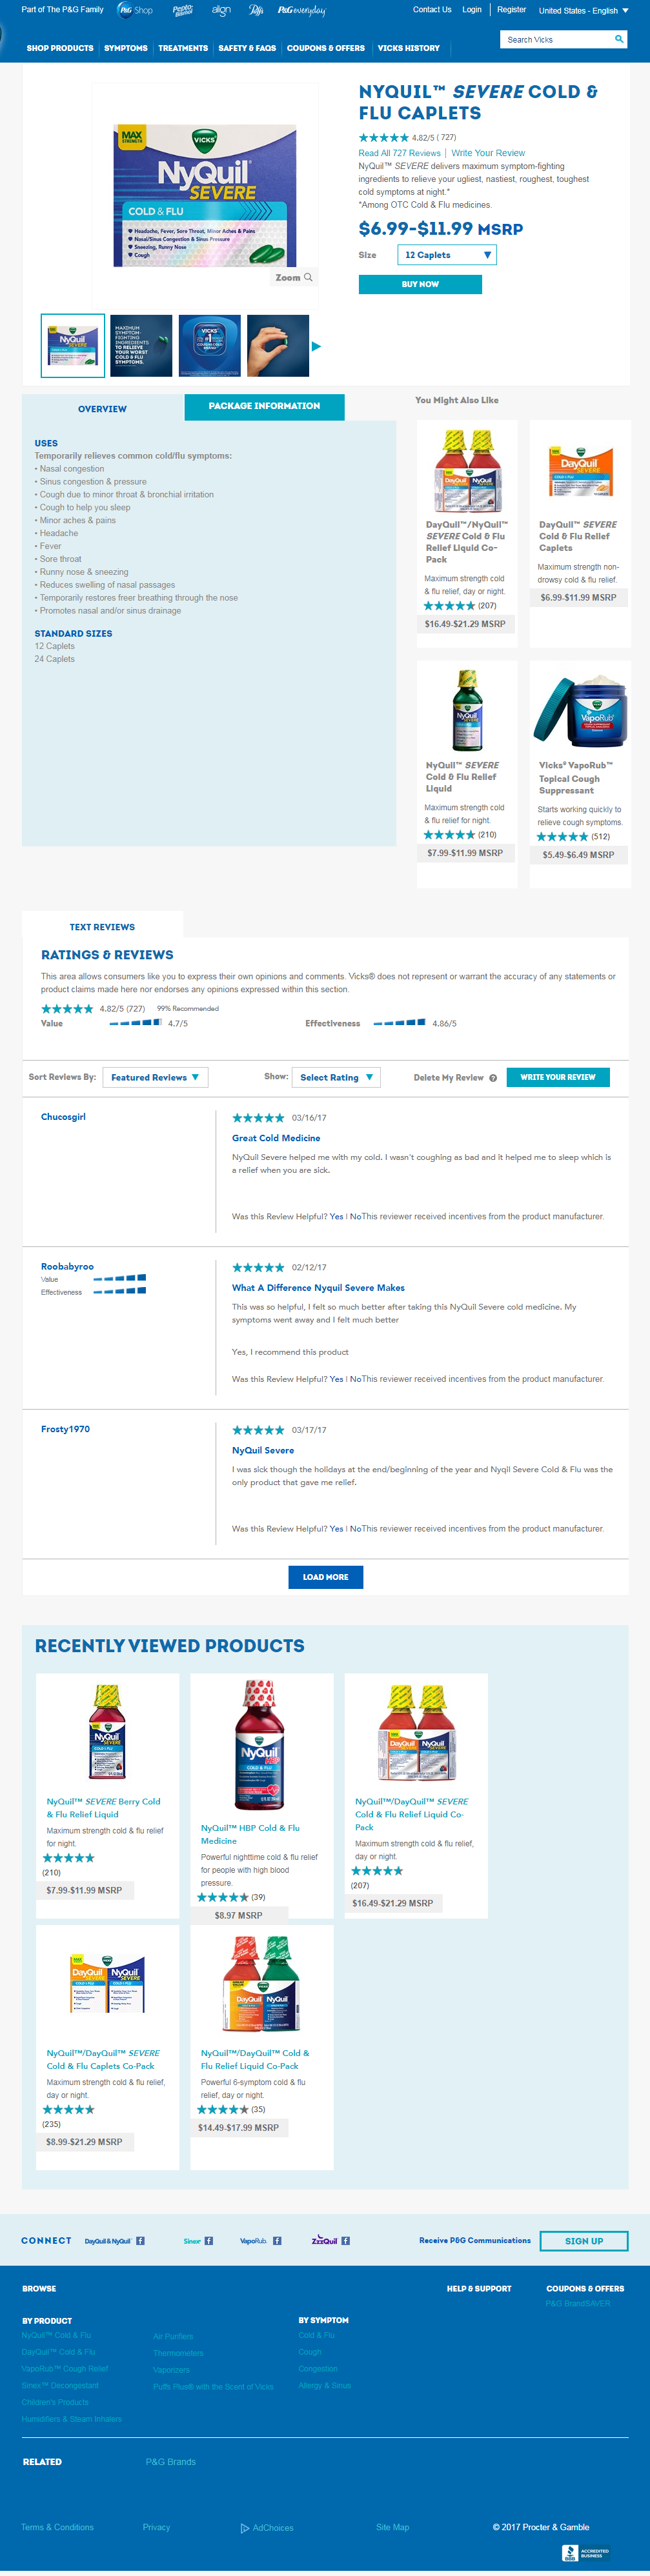 Part of The P&G Family
P&G Shop
Pepto Bismol
align
Puffs
P&G everyday
Contact Us
Login
Register
United States - English
SHOP PRODUCTS
SYMPTOMS
TREATMENTS
SAFETY & FAQS
COUPONS & OFFERS
VICKS HISTORY
Search Vicks
MAX
STRENGTH
VICKS
NyQuil™
SEVERE
COLD & FLU
Headache, Fever, Sore Throat, Minor Aches & Pains
Nasal/Sinus Congestion & Sinus Pressure
Sneezing, Runny Nose
Cough
Zoom
NYQUIL™ SEVERE COLD &
FLU CAPLETS
4.82/5 ( 727)
Read All 727 Reviews | Write Your Review
NyQuil™ SEVERE delivers maximum symptom-fighting
ingredients to relieve your ugliest, nastiest, roughest, toughest
cold symptoms at night.*
*Among OTC Cold & Flu medicines.
$6.99-$11.99 MSRP
Size
12 Caplets
BUY NOW
NyQuil
SEVERE
MAXIMUM
SYMPTOM-
FIGHTING
INGREDIENTS
TO RELIEVE
YOUR WORST
COLD & FLU
SYMPTOMS.
VICKS
#1
OVERVIEW
PACKAGE INFORMATION
USES
Temporarily relieves common cold/flu symptoms:
• Nasal congestion
• Sinus congestion & pressure
• Cough due to minor throat & bronchial irritation
• Cough to help you sleep
• Minor aches & pains
• Headache
• Fever
• Sore throat
• Runny nose & sneezing
• Reduces swelling of nasal passages
• Temporarily restores freer breathing through the nose
• Promotes nasal and/or sinus drainage
STANDARD SIZES
12 Caplets
24 Caplets
You Might Also Like
DayQuil™/NyQuil™
SEVERE Cold & Flu
Relief Liquid Co-
Pack
Maximum strength cold
& flu relief, day or night.
(207)
$16.49-$21.29 MSRP
DayQuil
SEVERE
DayQuil™ SEVERE
Cold & Flu Relief
Caplets
Maximum strength non-
drowsy cold & flu relief.
$6.99-$11.99 MSRP
NyQuil™ SEVERE
Cold & Flu Relief
Liquid
Maximum strength cold
& flu relief for night.
(210)
$7.99-$11.99 MSRP
VapoRub
Vicks® VapoRub™
Topical Cough
Suppressant
Starts working quickly to
relieve cough symptoms.
(512)
$5.49-$6.49 MSRP
TEXT REVIEWS
RATINGS & REVIEWS
This area allows consumers like you to express their own opinions and comments. Vicks® does not represent or warrant the accuracy of any statements or
product claims made here nor endorses any opinions expressed within this section.
4.82/5 (727)
99% Recommended
Value
4.7/5
Effectiveness
4.86/5
Sort Reviews By:
Featured Reviews
Show:
Select Rating
Delete My Review
WRITE YOUR REVIEW
Chucosgirl
03/16/17
Great Cold Medicine
NyQuil Severe helped me with my cold. I wasn't coughing as bad and it helped me to sleep which is
a relief when you are sick.
Was this Review Helpful? Yes | NoThis reviewer received incentives from the product manufacturer.
Roobabyroo
Value
Effectiveness
02/12/17
What A Difference Nyquil Severe Makes
This was so helpful, I felt so much better after taking this NyQuil Severe cold medicine. My
symptoms went away and I felt much better
Yes, I recommend this product
Was this Review Helpful? Yes | NoThis reviewer received incentives from the product manufacturer.
Frosty1970
03/17/17
NyQuil Severe
I was sick though the holidays at the end/beginning of the year and Nyqil Severe Cold & Flu was the
only product that gave me relief.
Was this Review Helpful? Yes | NoThis reviewer received incentives from the product manufacturer.
LOAD MORE
RECENTLY VIEWED PRODUCTS
NyQuil
SEVERE
NyQuil™ SEVERE Berry Cold
& Flu Relief Liquid
Maximum strength cold & flu relief
for night.
(210)
$7.99-$11.99 MSRP
NyQuil
HBP
COLD & FLU
NyQuil™ HBP Cold & Flu
Medicine
Powerful nighttime cold & flu relief
for people with high blood
pressure.
(39)
$8.97 MSRP
DayQuil
NyQuil
NyQuil™/DayQuil™ SEVERE
Cold & Flu Relief Liquid Co-
Pack
Maximum strength cold & flu relief,
day or night.
(207)
$16.49-$21.29 MSRP
DayQuil
NyQuil
NyQuil™/DayQuil™ SEVERE
Cold & Flu Caplets Co-Pack
Maximum strength cold & flu relief,
day or night.
(235)
$8.99-$21.29 MSRP
DayQuil
NyQuil
NyQuil™/DayQuil™ Cold &
Flu Relief Liquid Co-Pack
Powerful 6-symptom cold & flu
relief, day or night.
(35)
$14.49-$17.99 MSRP
CONNECT
DayQuil & NyQuil
Sinex
VapoRub
ZzzQuil
Receive P&G Communications
SIGN UP
BROWSE
HELP & SUPPORT
COUPONS & OFFERS
P&G BrandSAVER
BY PRODUCT
NyQuil™ Cold & Flu
DayQuil™ Cold & Flu
VapoRub™ Cough Relief
Sinex™ Decongestant
Children's Products
Humidifiers & Steam Inhalers
Air Purifiers
Thermometers
Vaporizers
Puffs Plus® with the Scent of Vicks
BY SYMPTOM
Cold & Flu
Cough
Congestion
Allergy & Sinus
RELATED
P&G Brands
Terms & Conditions
Privacy
AdChoices
Site Map
© 2017 Procter & Gamble
BBB
ACCREDITED
BUSINESS